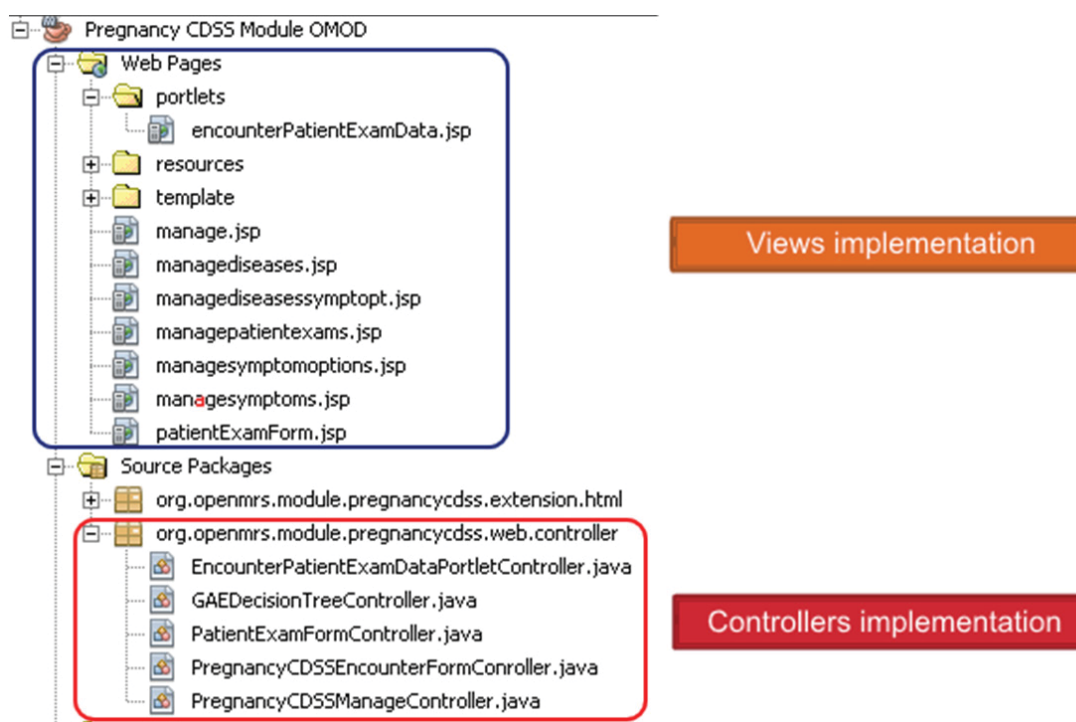 Pregnancy CDSS Module OMOD
Web Pages
portlets
encounterPatientExamData.jsp
resources
template
manage.jsp
managediseases.jsp
managediseasessymptopt.jsp
managepatientexams.jsp
managesymptomoptions.jsp
managesymptoms.jsp
patientExamForm.jsp
Views implementation
Source Packages
org.openmrs.module.pregnancycdss.extension.html
org.openmrs.module.pregnancycdss.web.controller
EncounterPatientExamDataPortletController.java
GAEDecisionTreeController.java
PatientExamFormController.java
PregnancyCDSSEncounterFormConroller.java
PregnancyCDSSManageController.java
Controllers implementation